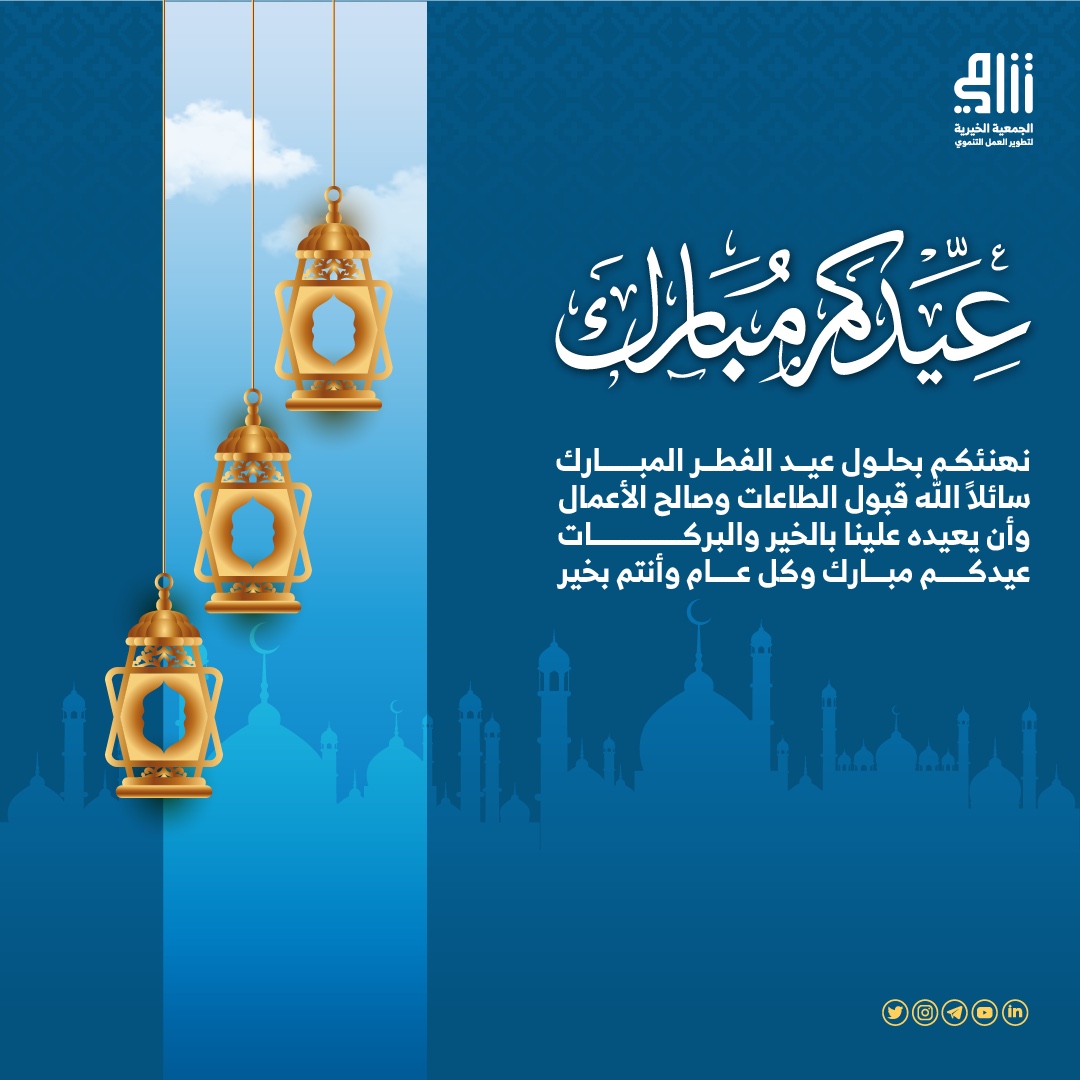 الجمعية الخيرية
لتطوير العمل التنموي
عيدكم مبارك
نهنئكم بحلول عيد الفطر المبارك
سائلاً الله قبول الطاعات وصالح الأعمال
وأن يعيده علينا بالخير والبركات
عيدكم مبارك وكل عام وأنتم بخير
in